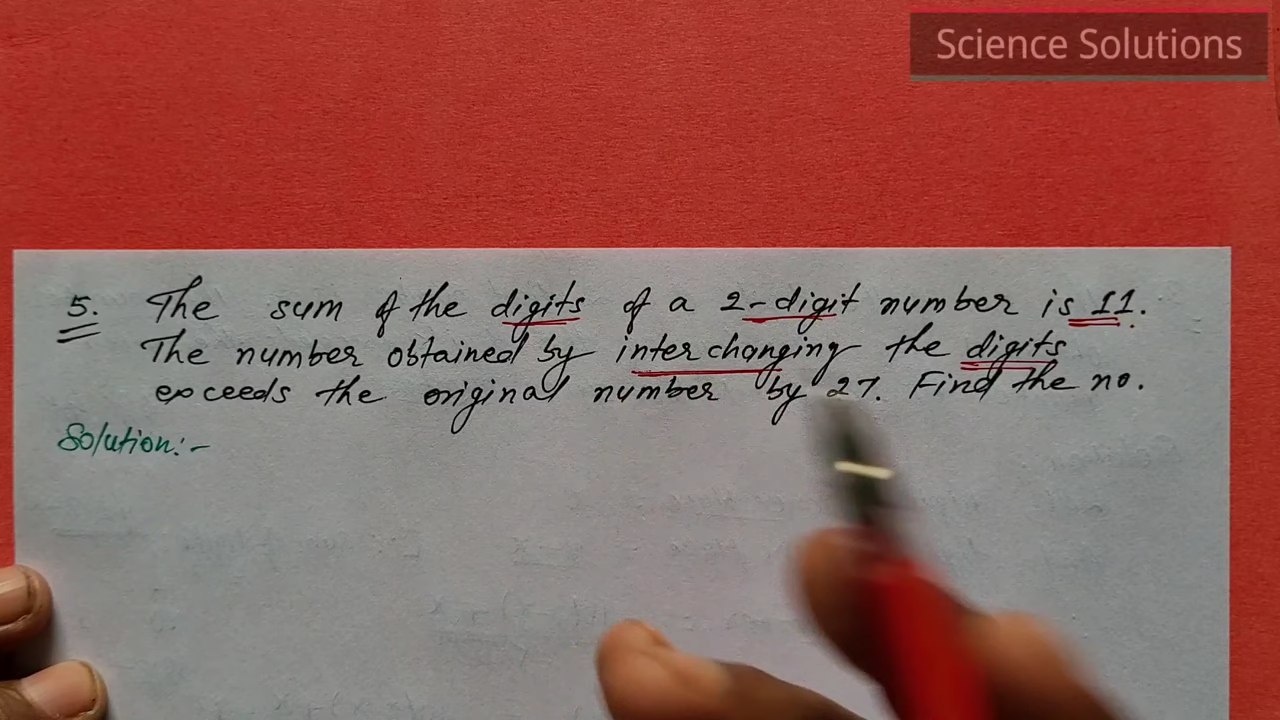 Science Solutions
5. The sum of the digits of a 2-digit number is 11.
The number obtained by interchanging the digits
exceeds the original number by 27. Find the no.
Solution:-